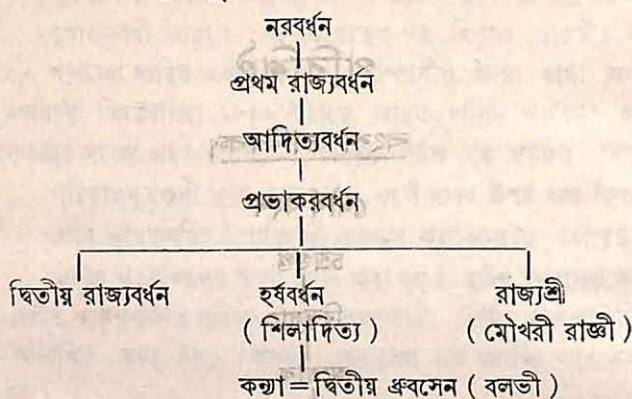 নরবর্ধন
প্রথম রাজ্যবর্ধন
আদিত্যবর্ধন
প্রভাকরবর্ধন
দ্বিতীয় রাজ্যবর্ধন হর্ষবর্ধন রাজ্যশ্রী
( শিলাদিত্য ) ( মৌখরী রাজ্ঞী )
কন্যা = দ্বিতীয় ধ্রুবসেন ( বলভী )